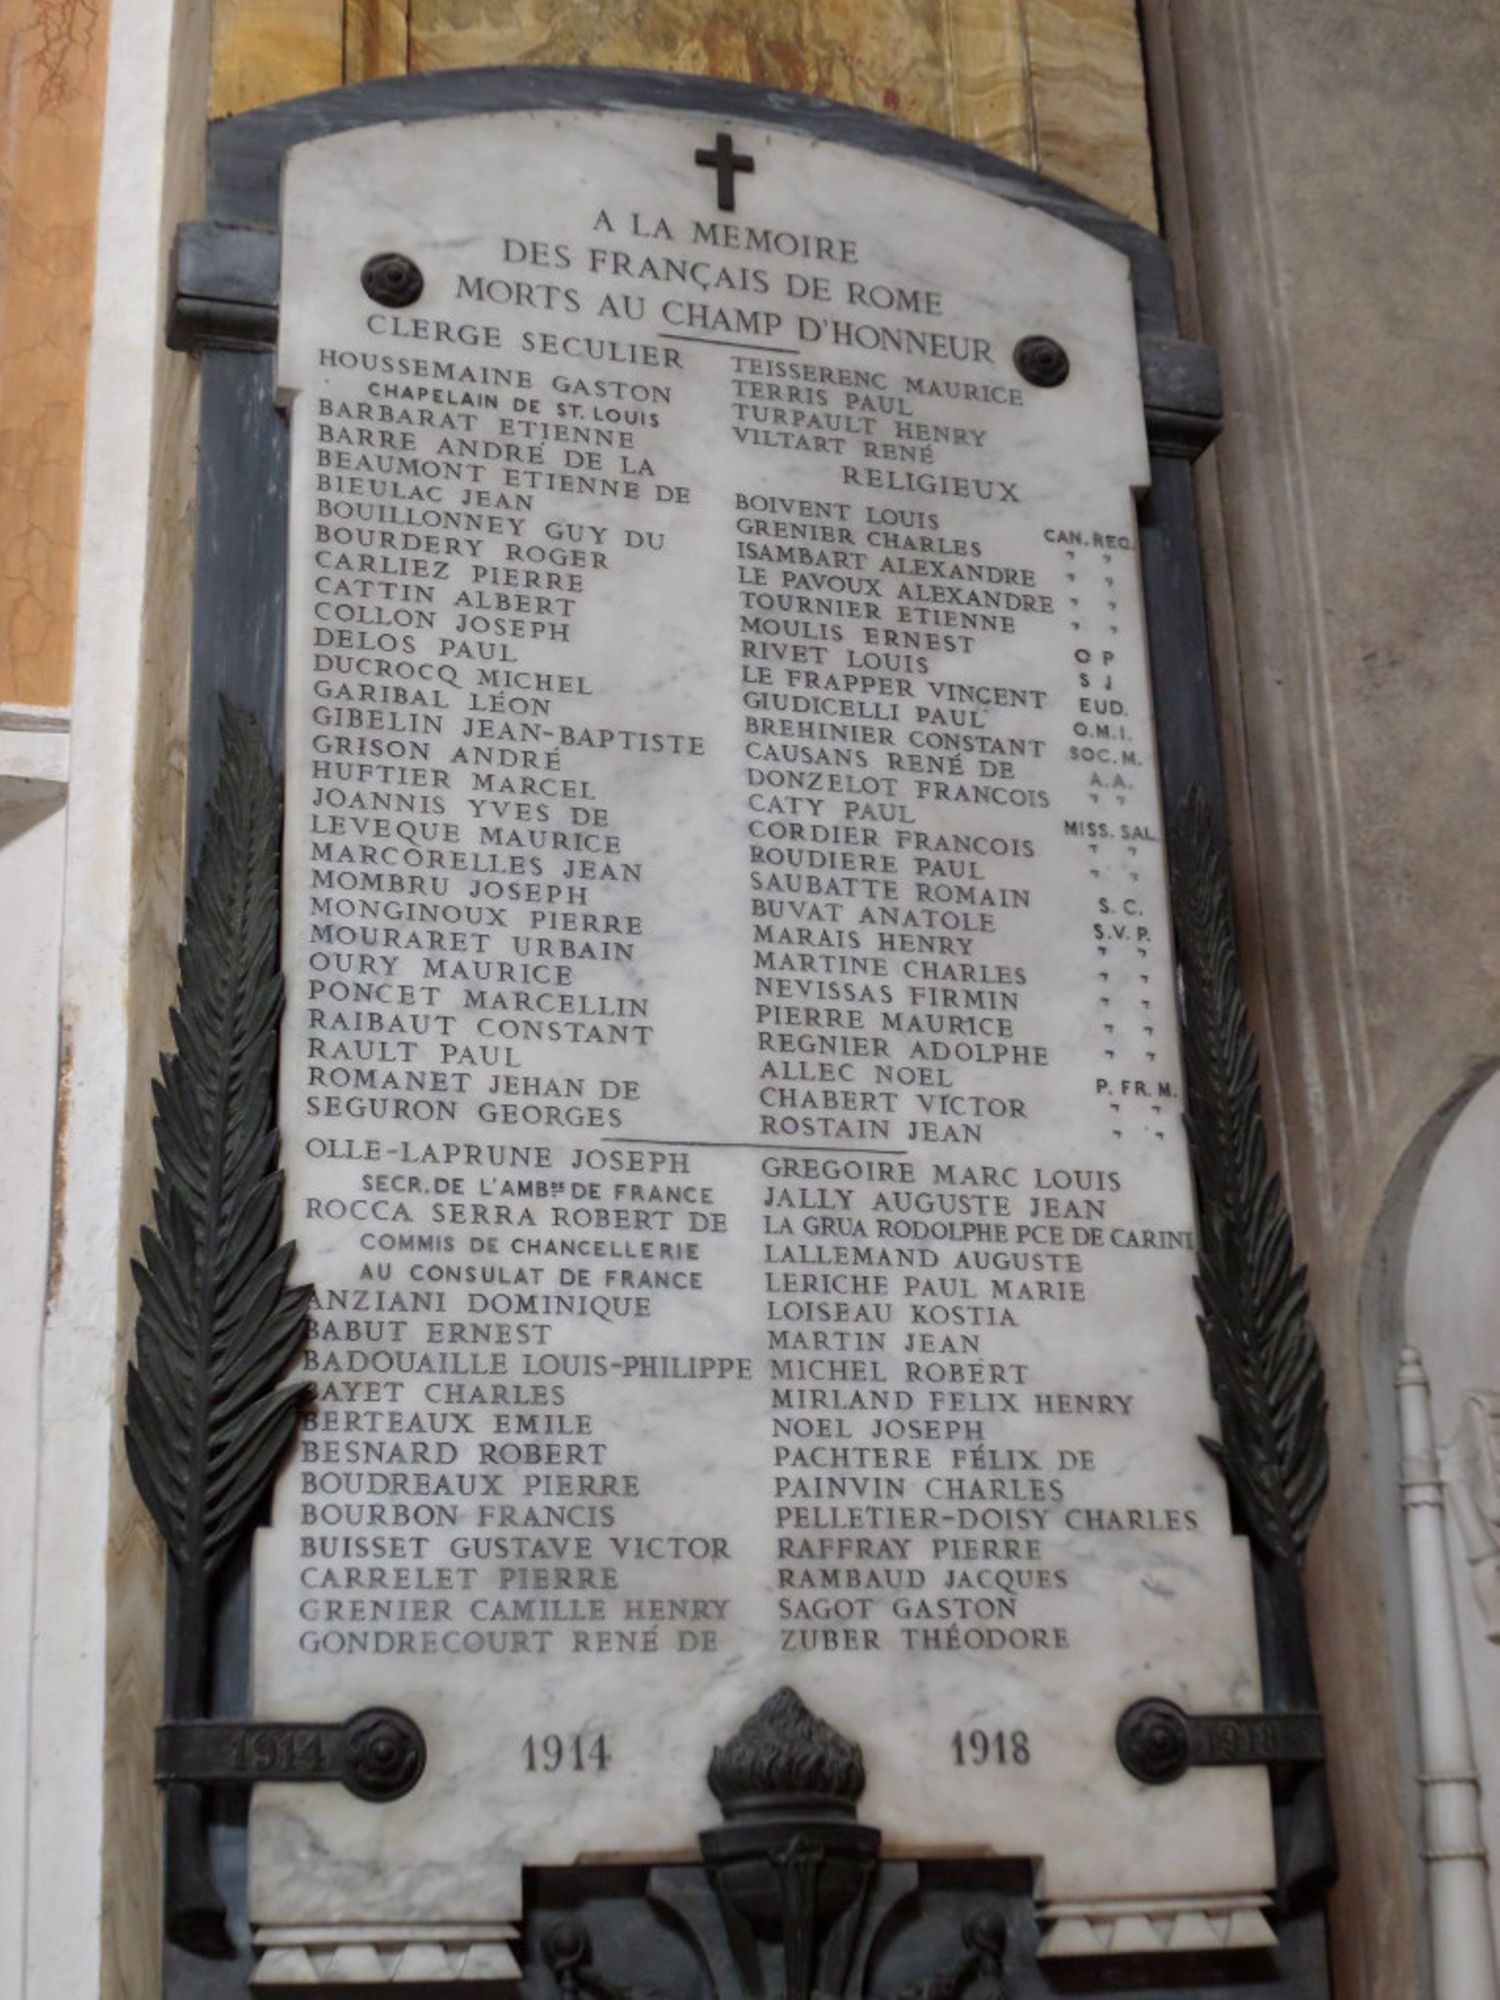 A LA MEMOIRE
DES FRANÇAIS DE ROME
MORTS AU CHAMP D'HONNEUR
CLERGE SECULIER
HOUSSEMAINE GASTON
CHAPELAIN DE ST. LOUIS
BARBARAT ETIENNE
BARRE ANDRÉ DE LA
BEAUMONT ETIENNE DE
BIEULAC JEAN
BOUILLONNEY GUY DU
BOURDERY ROGER
CARLIEZ PIERRE
CATTIN ALBERT
COLLON JOSEPH
DELOS PAUL
DUCROCQ MICHEL
GARIBAL LÉON
GIBELIN JEAN-BAPTISTE
GRISON ANDRÉ
HUFTIER MARCEL
JOANNIS YVES DE
LEVEQUE MAURICE
MARCORELLES JEAN
MOMBRU JOSEPH
MONGINOUX PIERRE
MOURARET URBAIN
OURY MAURICE
PONCET MARCELLIN
RAIBAUT CONSTANT
RAULT PAUL
ROMANET JEHAN DE
SEGURON GEORGES
TEISSERENC MAURICE
TERRIS PAUL
TURPAULT HENRY
VILTART RENÉ
RELIGIEUX
BOIVENT LOUIS CAN. REG.
GRENIER CHARLES " "
ISAMBART ALEXANDRE " "
LE PAVOUX ALEXANDRE " "
TOURNIER ETIENNE " "
MOULIS ERNEST O P
RIVET LOUIS S J
LE FRAPPER VINCENT EUD.
GIUDICELLI PAUL O.M.I.
BREHINIER CONSTANT SOC. M.
CAUSANS RENÉ DE A.A.
DONZELOT FRANCOIS " "
CATY PAUL MISS. SAL.
CORDIER FRANCOIS " "
ROUDIERE PAUL " "
SAUBATTE ROMAIN S. C.
BUVAT ANATOLE S.V.P.
MARAIS HENRY " "
MARTINE CHARLES " "
NEVISSAS FIRMIN " "
PIERRE MAURICE " "
REGNIER ADOLPHE " "
ALLEC NOEL P. FR. M.
CHABERT VICTOR " "
ROSTAIN JEAN " "
OLLE-LAPRUNE JOSEPH
SECR. DE L'AMBDE DE FRANCE
ROCCA SERRA ROBERT DE
COMMIS DE CHANCELLERIE
AU CONSULAT DE FRANCE
ANZIANI DOMINIQUE
BABUT ERNEST
BADOUAILLE LOUIS-PHILIPPE
BAYET CHARLES
BERTEAUX EMILE
BESNARD ROBERT
BOUDREAUX PIERRE
BOURBON FRANCIS
BUISSET GUSTAVE VICTOR
CARRELET PIERRE
GRENIER CAMILLE HENRY
GONDRECOURT RENÉ DE
GREGOIRE MARC LOUIS
JALLY AUGUSTE JEAN
LA GRUA RODOLPHE PCE DE CARINI
LALLEMAND AUGUSTE
LERICHE PAUL MARIE
LOISEAU KOSTIA
MARTIN JEAN
MICHEL ROBERT
MIRLAND FELIX HENRY
NOEL JOSEPH
PACHTERE FÉLIX DE
PAINVIN CHARLES
PELLETIER-DOISY CHARLES
RAFFRAY PIERRE
RAMBAUD JACQUES
SAGOT GASTON
ZUBER THÉODORE
1914 1914 1918 1918